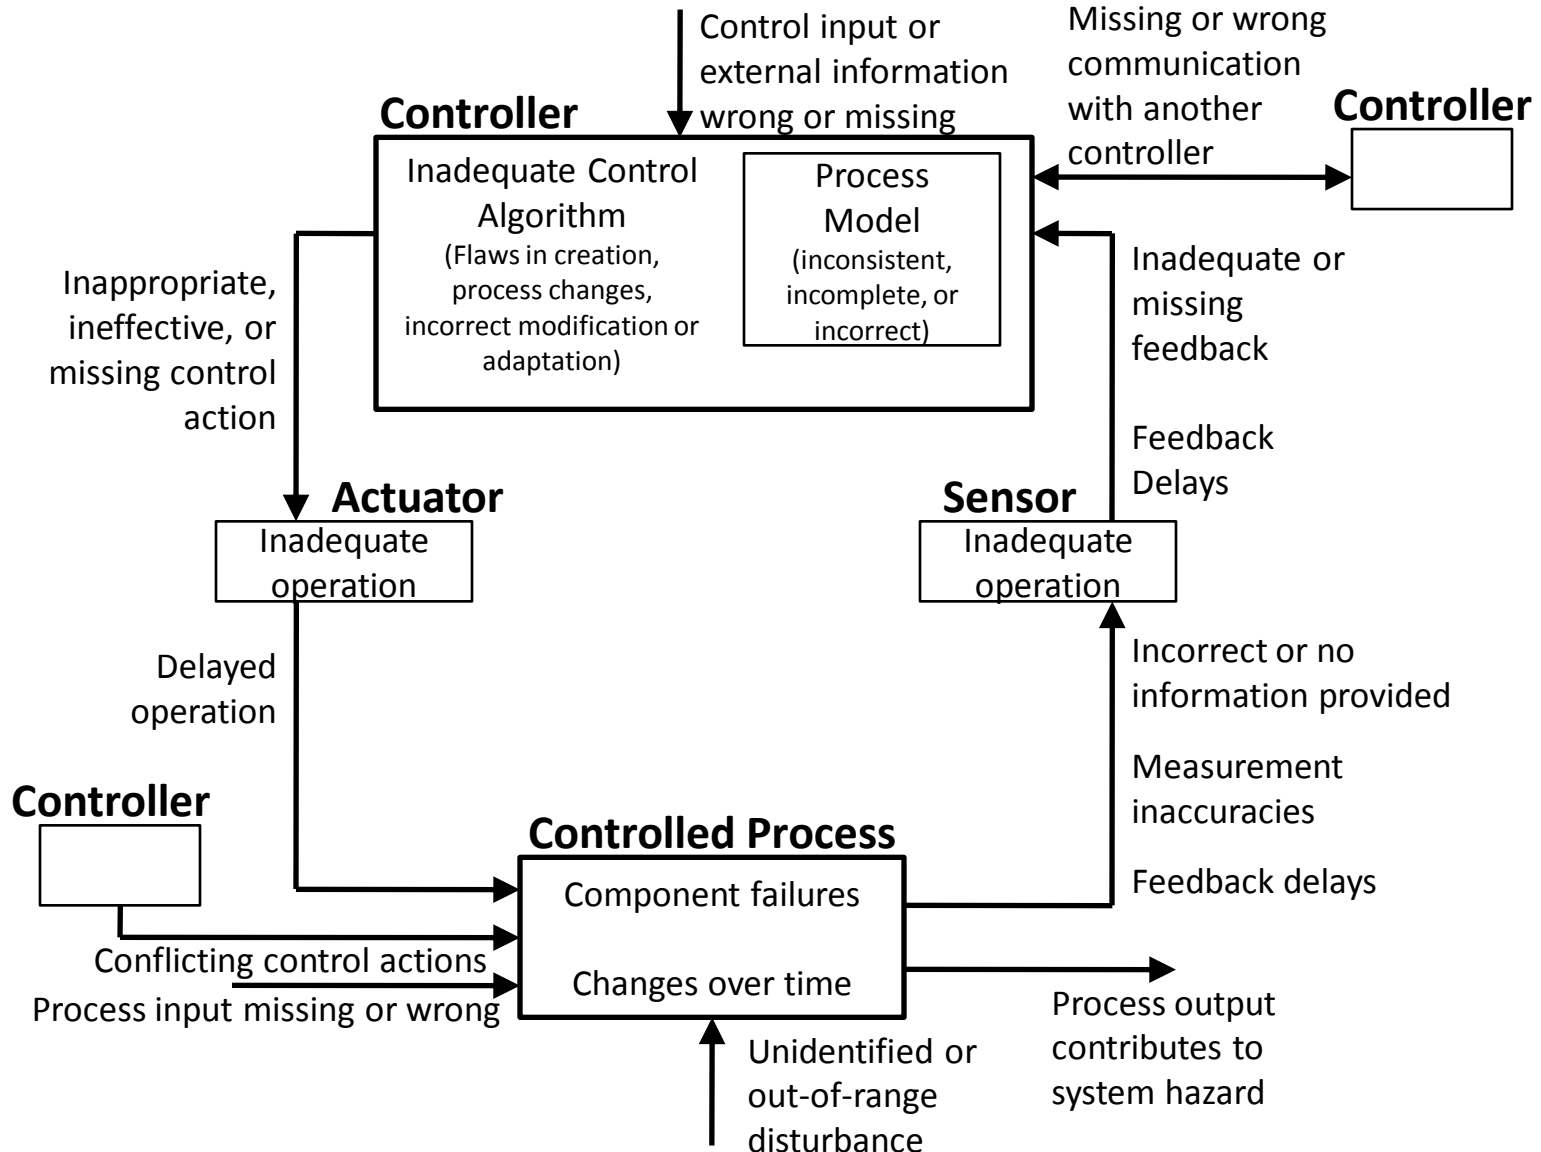 Control input or
external information
wrong or missing
Missing or wrong
communication
with another
controller
Controller
Controller
Inadequate Control
Algorithm
(Flaws in creation,
process changes,
incorrect modification or
adaptation)
Process
Model
(inconsistent,
incomplete, or
incorrect)
Inappropriate,
ineffective, or
missing control
action
Inadequate or
missing
feedback
Feedback
Delays
Actuator
Inadequate
operation
Sensor
Inadequate
operation
Delayed
operation
Incorrect or no
information provided
Measurement
inaccuracies
Feedback delays
Controller
Controlled Process
Component failures
Changes over time
Conflicting control actions
Process input missing or wrong
Unidentified or
out-of-range
disturbance
Process output
contributes to
system hazard